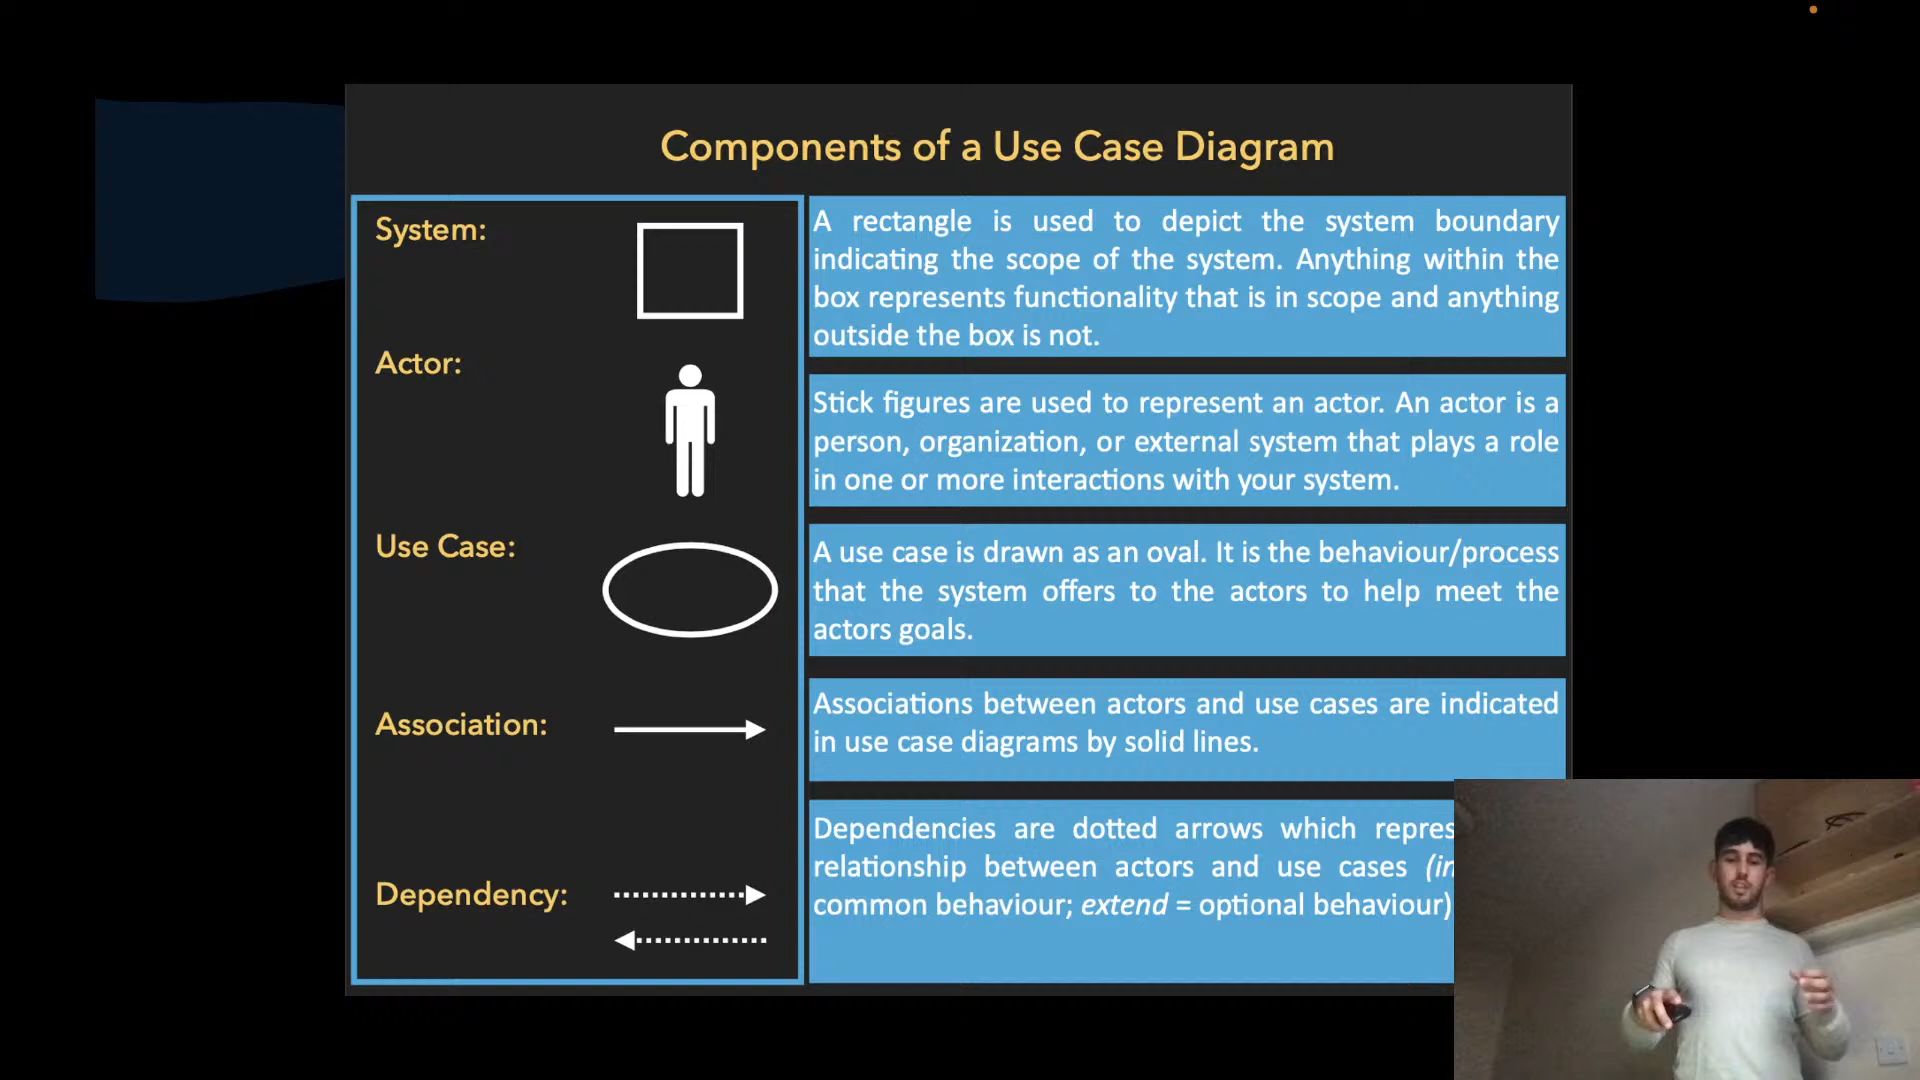 Components of a Use Case Diagram
System:
A rectangle is used to depict the system boundary
indicating the scope of the system. Anything within the
box represents functionality that is in scope and anything
outside the box is not.
Actor:
Stick figures are used to represent an actor. An actor is a
person, organization, or external system that plays a role
in one or more interactions with your system.
Use Case:
A use case is drawn as an oval. It is the behaviour/process
that the system offers to the actors to help meet the
actors goals.
Association:
Associations between actors and use cases are indicated
in use case diagrams by solid lines.
Dependency:
Dependencies are dotted arrows which
relationship between actors and use cases
common behaviour; extend = optional behaviour)